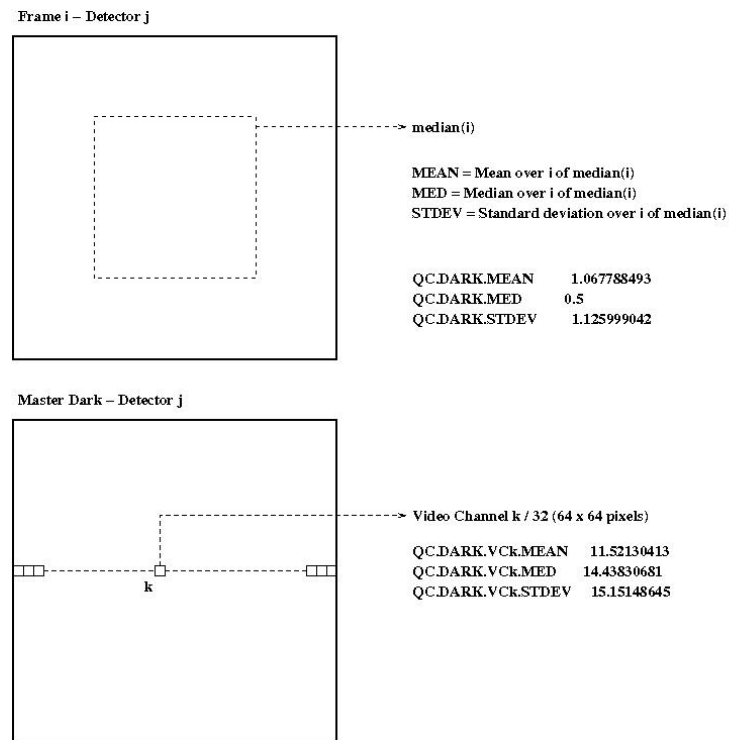 Frame i – Detector j
median(i)
MEAN = Mean over i of median(i)
MED = Median over i of median(i)
STDEV = Standard deviation over i of median(i)
QC.DARK.MEAN 1.067788493
QC.DARK.MED 0.5
QC.DARK.STDEV 1.125999042
Master Dark – Detector j
Video Channel k / 32 (64 x 64 pixels)
QC.DARK.VCk.MEAN 11.52130413
QC.DARK.VCk.MED 14.43830681
QC.DARK.VCk.STDEV 15.15148645
k